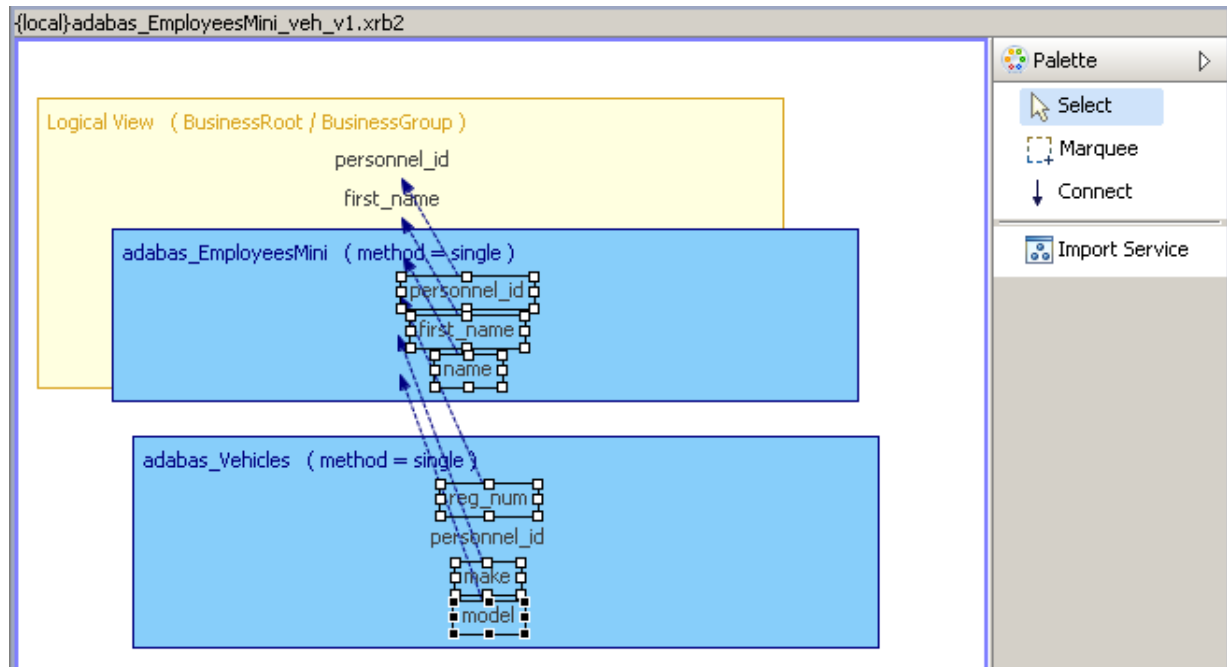 {local}adabas_EmployeesMini_veh_v1.xrb2
Palette
Select
Marquee
Connect
Import Service
Logical View ( BusinessRoot / BusinessGroup )
personnel_id
first_name
adabas_EmployeesMini ( method = single )
personnel_id
first_name
name
adabas_Vehicles ( method = single )
reg_num
personnel_id
make
model